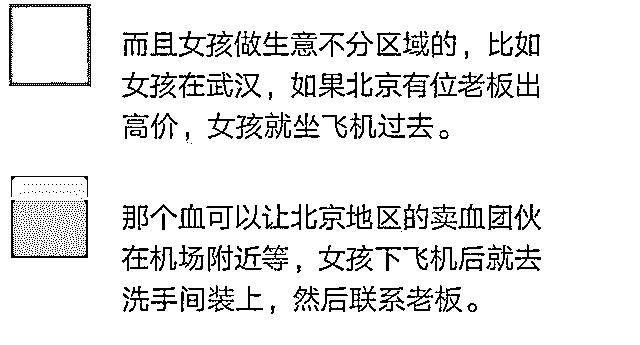 而且女孩做生意不分区域的，比如
女孩在武汉，如果北京有位老板出
高价，女孩就坐飞机过去。
那个血可以让北京地区的卖血团伙
在机场附近等，女孩下飞机后就去
洗手间装上，然后联系老板。